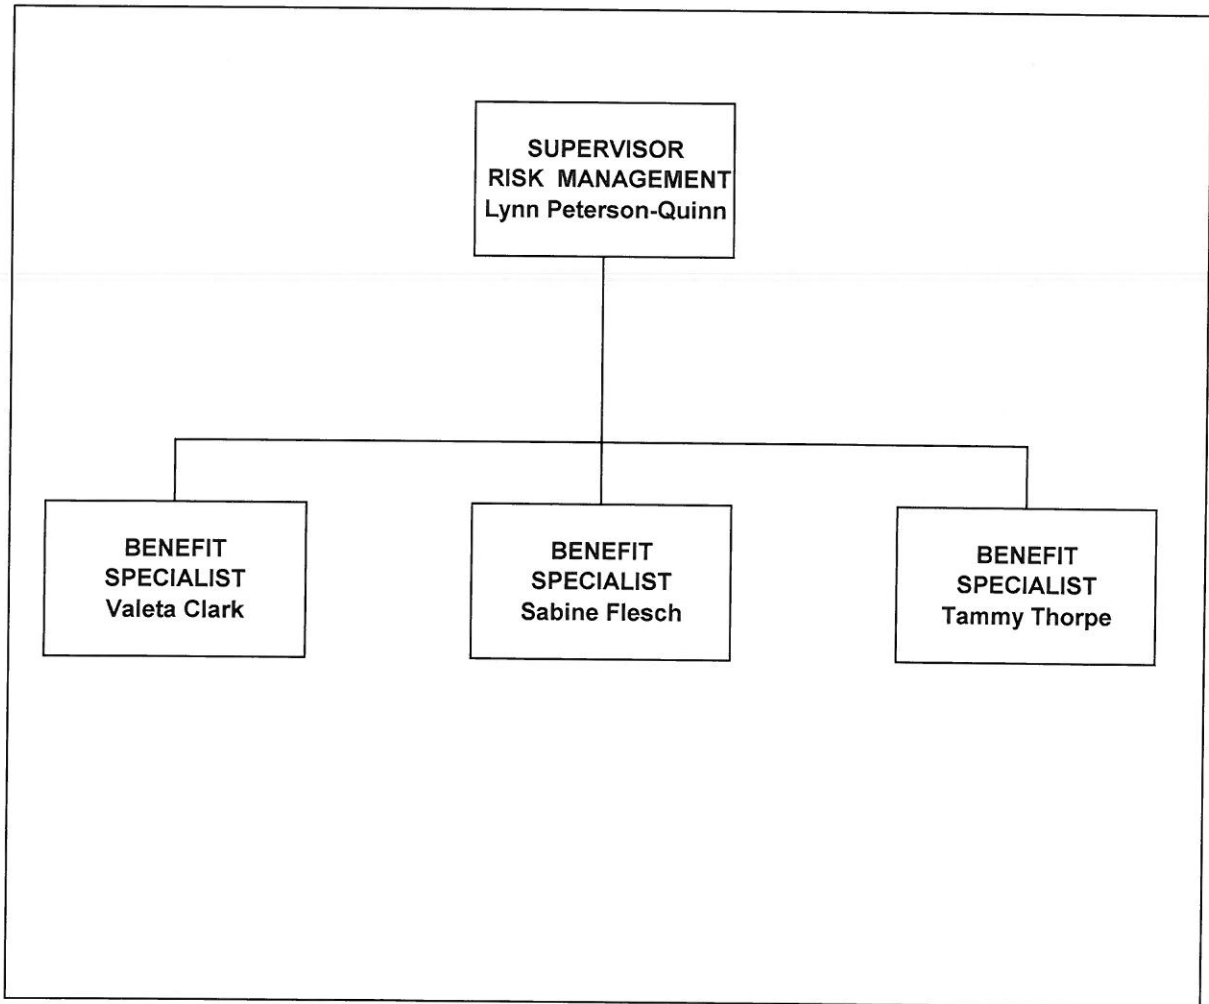 SUPERVISOR
RISK MANAGEMENT
Lynn Peterson-Quinn
BENEFIT
SPECIALIST
Valeta Clark
BENEFIT
SPECIALIST
Sabine Flesch
BENEFIT
SPECIALIST
Tammy Thorpe